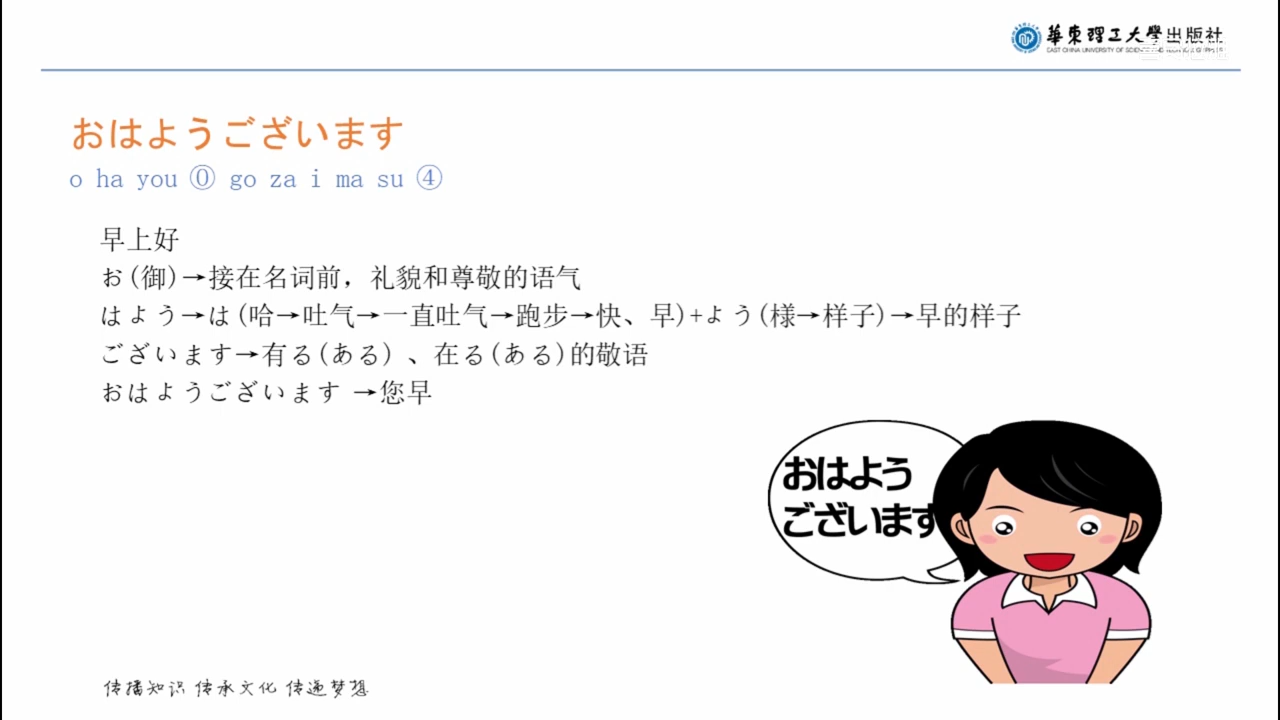 華東理工大學出版社
EAST CHINA UNIVERSITY OF SCIEN
おはようございます
o ha you ⓪ go za i ma su ④
早上好
お(御)→接在名词前，礼貌和尊敬的语气
はよう→は(哈→吐气→一直吐气→跑步→快、早)+よう(様→样子)→早的样子
ございます→有る(ある) 、在る(ある)的敬语
おはようございます →您早
おはよう
ございます
传播知识 传承文化 传递梦想